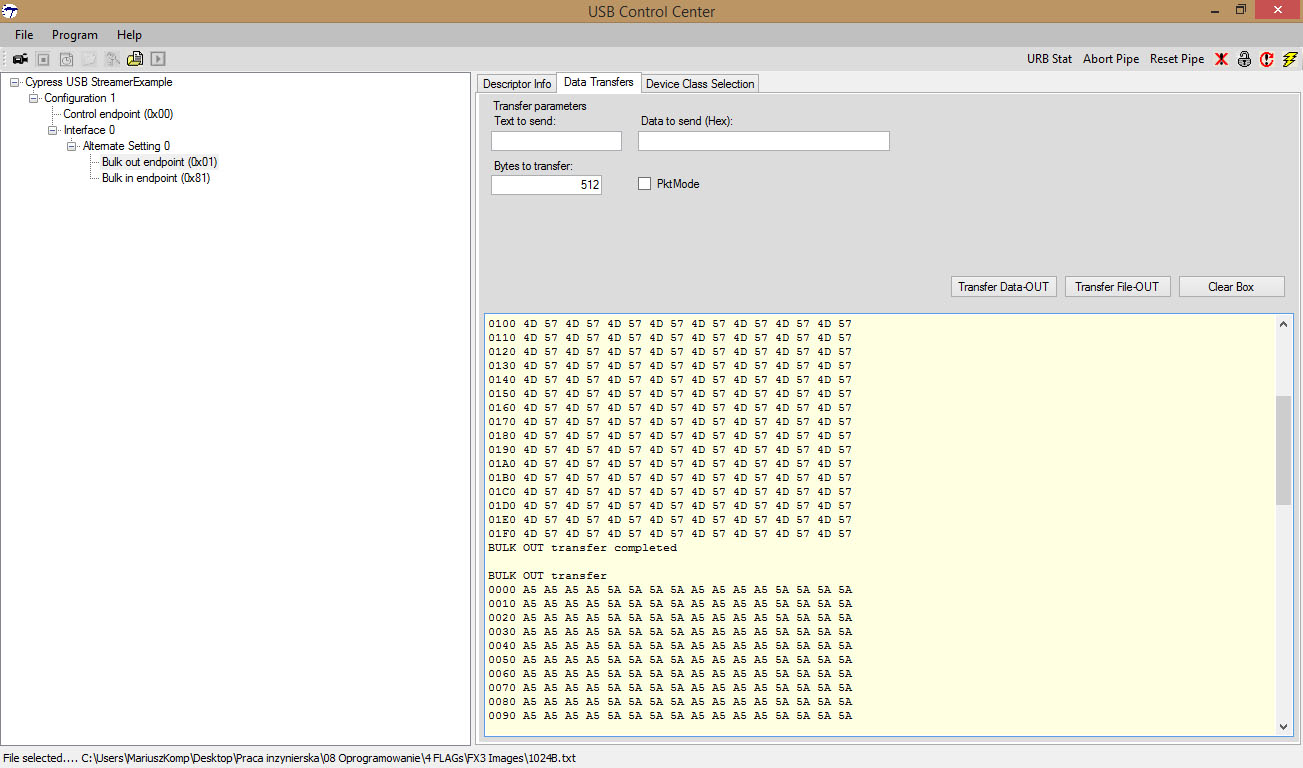 USB Control Center
File Program Help
URB Stat Abort Pipe Reset Pipe
Cypress USB StreamerExample
Configuration 1
Control endpoint (0x00)
Interface 0
Alternate Setting 0
Bulk out endpoint (0x01)
Bulk in endpoint (0x81)
Descriptor Info Data Transfers Device Class Selection
Transfer parameters
Text to send: Data to send (Hex):
Bytes to transfer:
512 PktMode
Transfer Data-OUT Transfer File-OUT Clear Box
0100 4D 57 4D 57 4D 57 4D 57 4D 57 4D 57 4D 57 4D 57
0110 4D 57 4D 57 4D 57 4D 57 4D 57 4D 57 4D 57 4D 57
0120 4D 57 4D 57 4D 57 4D 57 4D 57 4D 57 4D 57 4D 57
0130 4D 57 4D 57 4D 57 4D 57 4D 57 4D 57 4D 57 4D 57
0140 4D 57 4D 57 4D 57 4D 57 4D 57 4D 57 4D 57 4D 57
0150 4D 57 4D 57 4D 57 4D 57 4D 57 4D 57 4D 57 4D 57
0160 4D 57 4D 57 4D 57 4D 57 4D 57 4D 57 4D 57 4D 57
0170 4D 57 4D 57 4D 57 4D 57 4D 57 4D 57 4D 57 4D 57
0180 4D 57 4D 57 4D 57 4D 57 4D 57 4D 57 4D 57 4D 57
0190 4D 57 4D 57 4D 57 4D 57 4D 57 4D 57 4D 57 4D 57
01A0 4D 57 4D 57 4D 57 4D 57 4D 57 4D 57 4D 57 4D 57
01B0 4D 57 4D 57 4D 57 4D 57 4D 57 4D 57 4D 57 4D 57
01C0 4D 57 4D 57 4D 57 4D 57 4D 57 4D 57 4D 57 4D 57
01D0 4D 57 4D 57 4D 57 4D 57 4D 57 4D 57 4D 57 4D 57
01E0 4D 57 4D 57 4D 57 4D 57 4D 57 4D 57 4D 57 4D 57
01F0 4D 57 4D 57 4D 57 4D 57 4D 57 4D 57 4D 57 4D 57
BULK OUT transfer completed
BULK OUT transfer
0000 A5 A5 A5 A5 5A 5A 5A 5A A5 A5 A5 A5 5A 5A 5A 5A
0010 A5 A5 A5 A5 5A 5A 5A 5A A5 A5 A5 A5 5A 5A 5A 5A
0020 A5 A5 A5 A5 5A 5A 5A 5A A5 A5 A5 A5 5A 5A 5A 5A
0030 A5 A5 A5 A5 5A 5A 5A 5A A5 A5 A5 A5 5A 5A 5A 5A
0040 A5 A5 A5 A5 5A 5A 5A 5A A5 A5 A5 A5 5A 5A 5A 5A
0050 A5 A5 A5 A5 5A 5A 5A 5A A5 A5 A5 A5 5A 5A 5A 5A
0060 A5 A5 A5 A5 5A 5A 5A 5A A5 A5 A5 A5 5A 5A 5A 5A
0070 A5 A5 A5 A5 5A 5A 5A 5A A5 A5 A5 A5 5A 5A 5A 5A
0080 A5 A5 A5 A5 5A 5A 5A 5A A5 A5 A5 A5 5A 5A 5A 5A
0090 A5 A5 A5 A5 5A 5A 5A 5A A5 A5 A5 A5 5A 5A 5A 5A
File selected.... C:\Users\MariuszKomp\Desktop\Praca inzynierska\08 Oprogramowanie\4 FLAGs\FX3 Images\1024B.txt